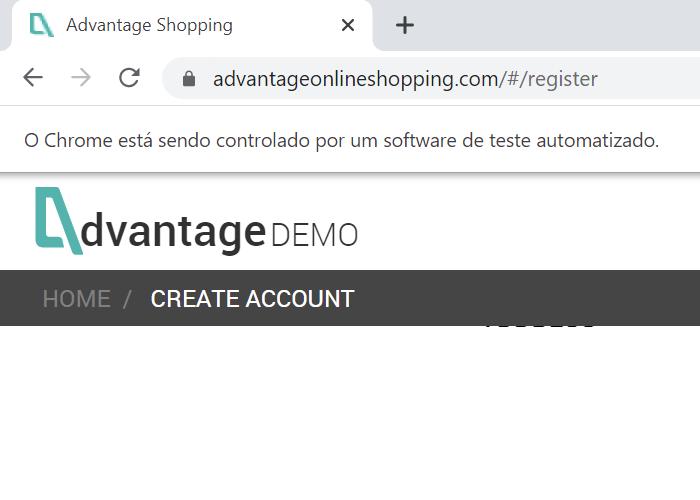 Advantage Shopping
advantageonlineshopping.com/#/register
O Chrome está sendo controlado por um software de teste automatizado.
dvantage DEMO
HOME / CREATE ACCOUNT